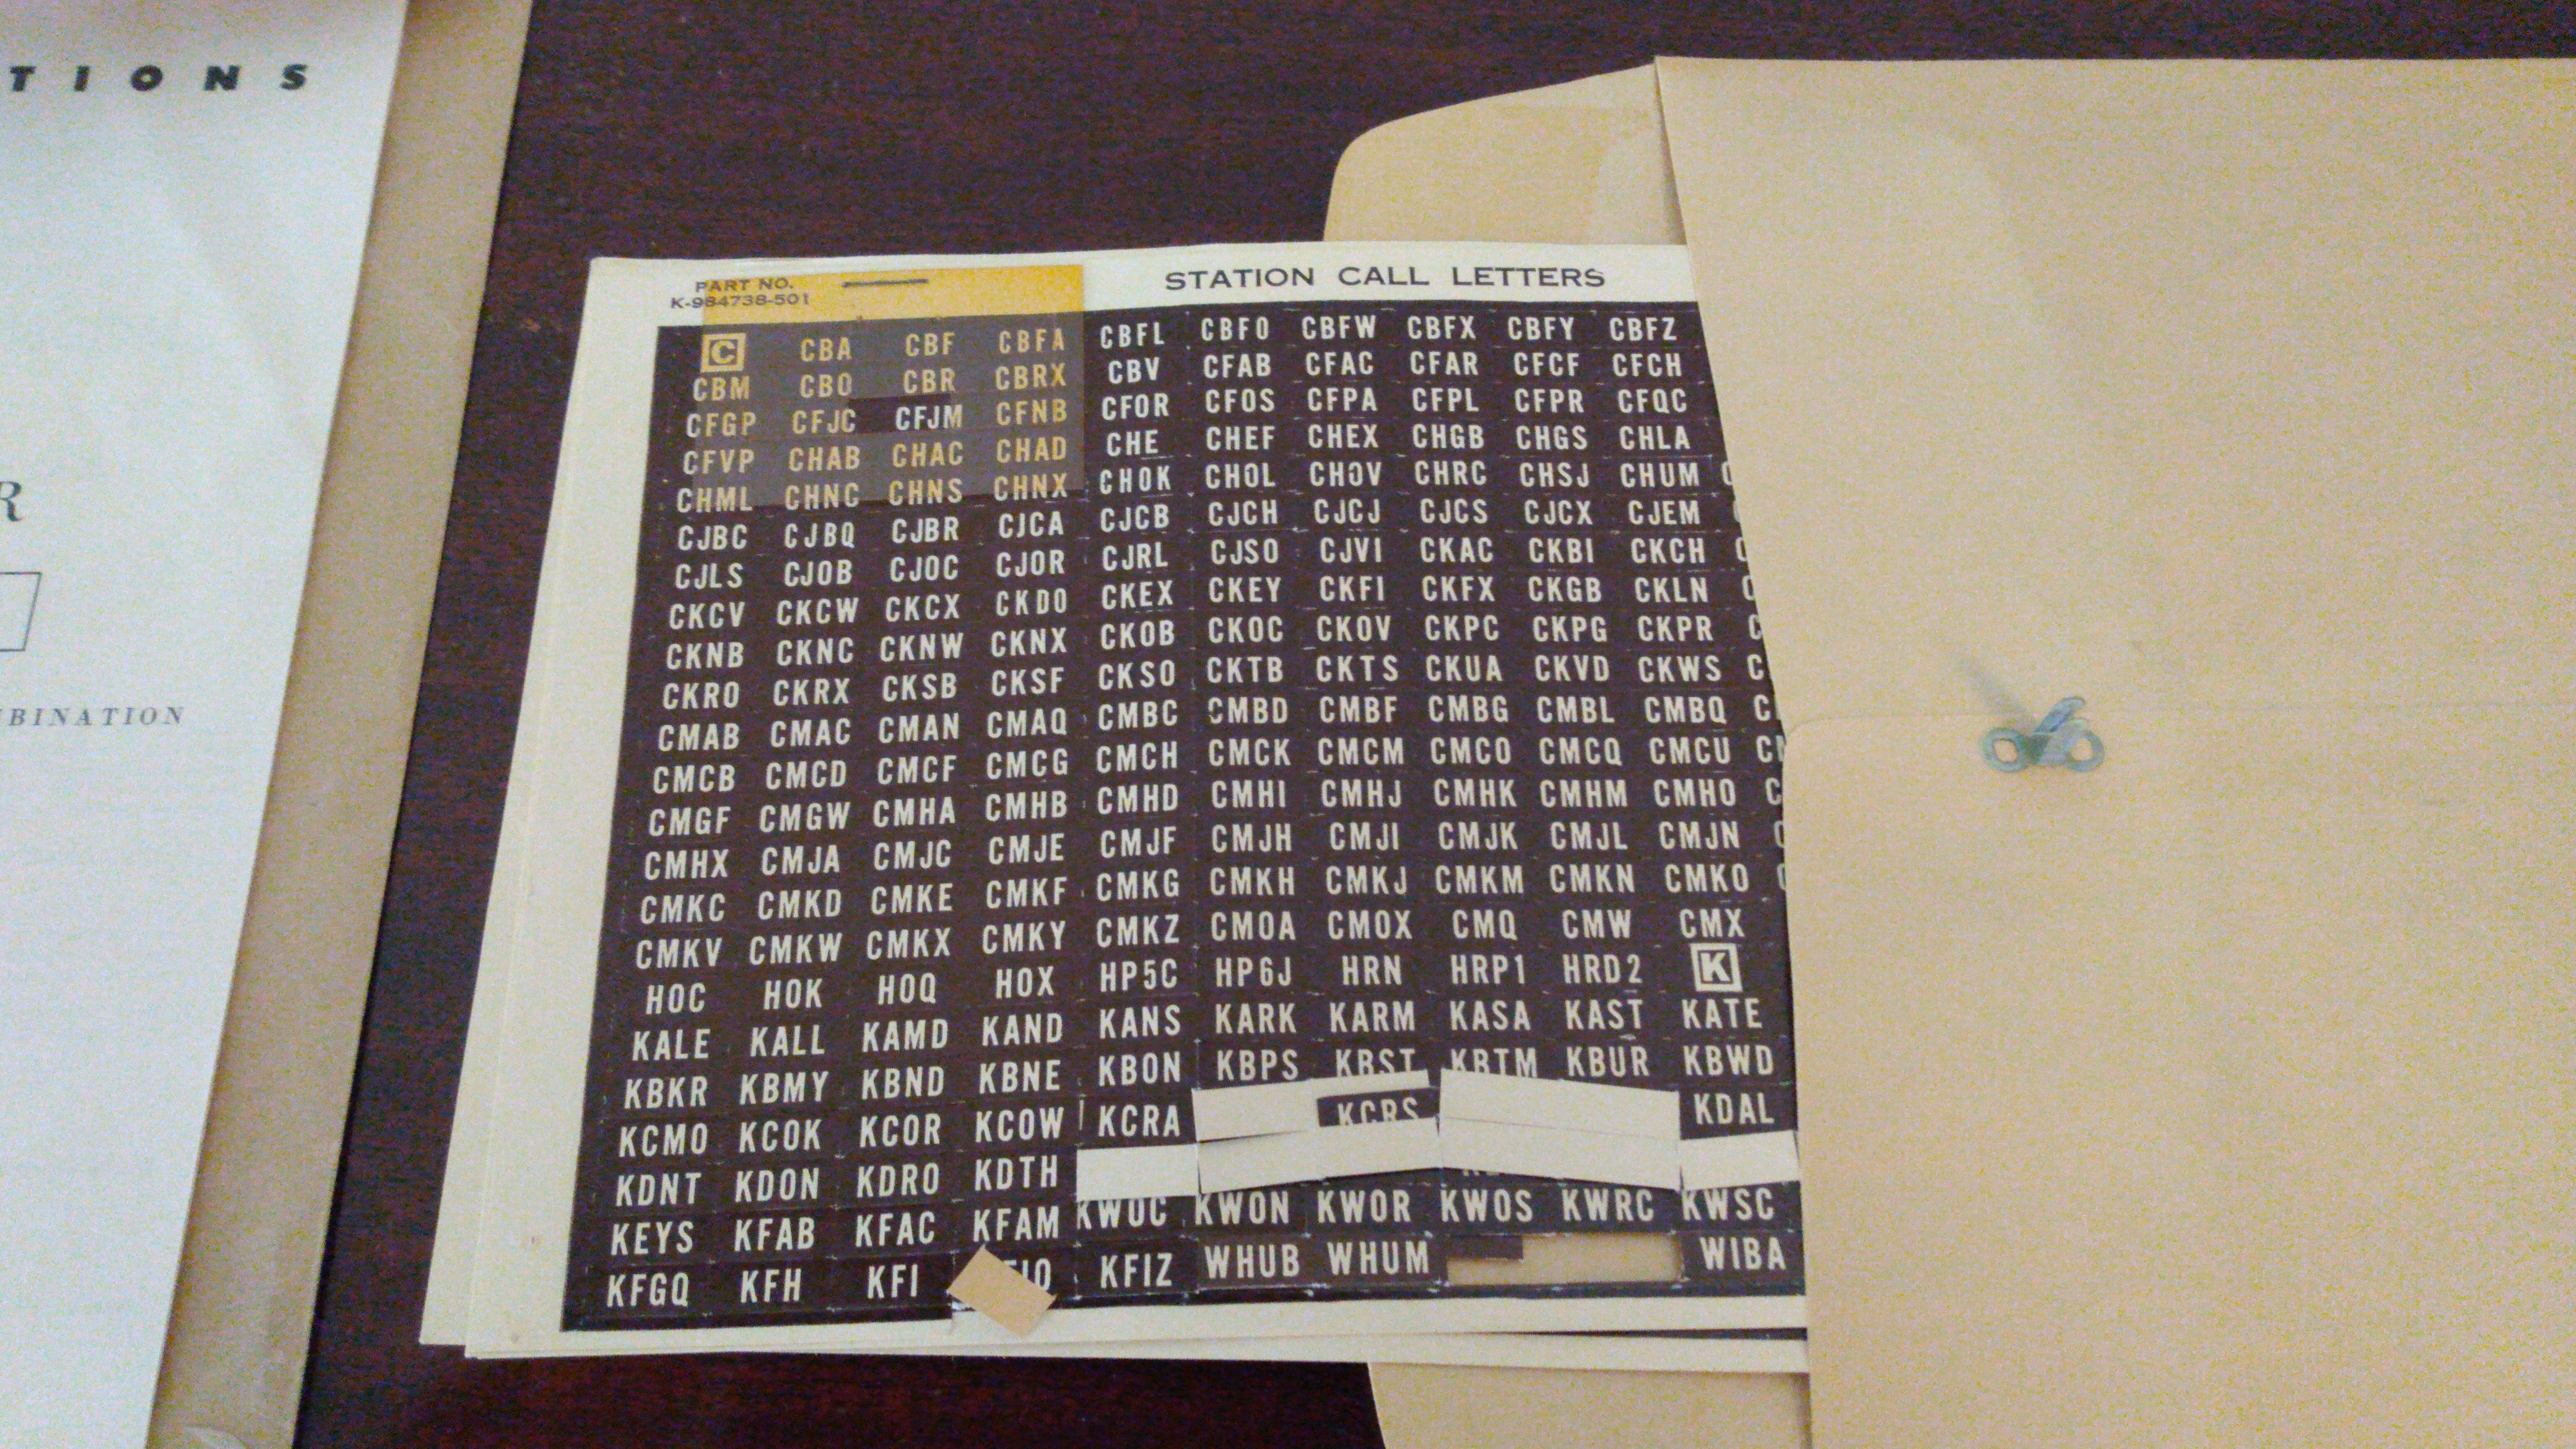 TIONS
R
BINATION
PART NO.
K-984738-501
STATION CALL LETTERS
C CBA CBF CBFA CBFL CBFO CBFW CBFX CBFY CBFZ
CBM CBO CBR CBRX CBV CFAB CFAC CFAR CFCF CFCH
CFGP CFJC CFJM CFNB CFOR CFOS CFPA CFPL CFPR CFQC
CFVP CHAB CHAC CHAD CHE CHEF CHEX CHGB CHGS CHLA
CHML CHNC CHNS CHNX CHOK CHOL CHOV CHRC CHSJ CHUM
CJBC CJBQ CJBR CJCA CJCB CJCH CJCJ CJCS CJCX CJEM
CJLS CJOB CJOC CJOR CJRL CJSO CJVI CKAC CKBI CKCH
CKCV CKCW CKCX CKDO CKEX CKEY CKFI CKFX CKGB CKLN
CKNB CKNC CKNW CKNX CKOB CKOC CKOV CKPC CKPG CKPR
CKRO CKRX CKSB CKSF CKSO CKTB CKTS CKUA CKVD CKWS
CMAB CMAC CMAN CMAQ CMBC CMBD CMBF CMBG CMBL CMBQ
CMCB CMCD CMCF CMCG CMCH CMCK CMCM CMCO CMCQ CMCU
CMGF CMGW CMHA CMHB CMHD CMHI CMHJ CMHK CMHM CMHO
CMHX CMJA CMJC CMJE CMJF CMJH CMJI CMJK CMJL CMJN
CMKC CMKD CMKE CMKF CMKG CMKH CMKJ CMKM CMKN CMKO
CMKV CMKW CMKX CMKY CMKZ CMOA CMOX CMQ CMW CMX
HOC HOK HOQ HOX HP5C HP6J HRN HRP1 HRD2 K
KALE KALL KAMD KAND KANS KARK KARM KASA KAST KATE
KBKR KBMY KBND KBNE KBON KBPS KBST KBTM KBUR KBWD
KCMO KCOK KCOR KCOW KCRA KCRS KDAL
KDNT KDON KDRO KDTH
KEYS KFAB KFAC KFAM KWOC KWON KWOR KWOS KWRC KWSC
KFGQ KFH KFI KFIZ WHUB WHUM WIBA